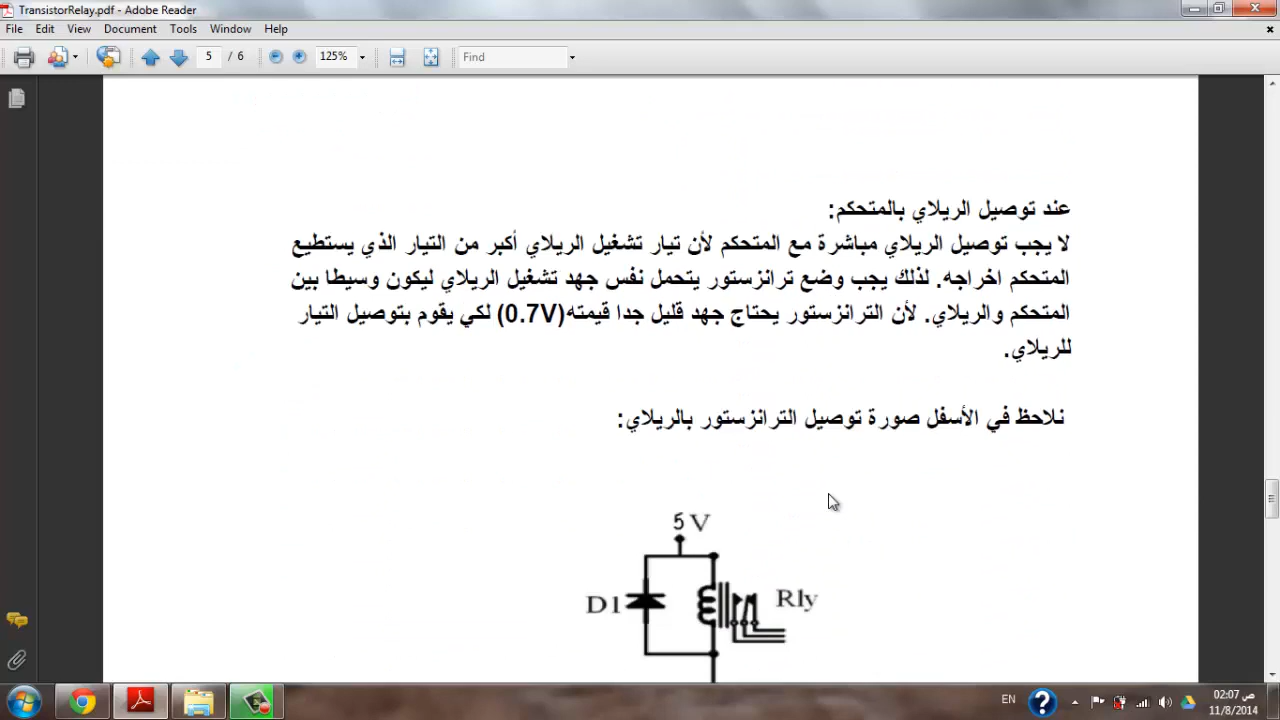 TransistorRelay.pdf - Adobe Reader
File Edit View Document Tools Window Help
5 / 6 125% Find
عند توصيل الريلاي بالمتحكم:
لا يجب توصيل الريلاي مباشرة مع المتحكم لأن تيار تشغيل الريلاي أكبر من التيار الذي يستطيع
المتحكم اخراجه. لذلك يجب وضع ترانزستور يتحمل نفس جهد تشغيل الريلاي ليكون وسيطا بين
المتحكم والريلاي. لأن الترانزستور يحتاج جهد قليل جدا قيمته(0.7V) لكي يقوم بتوصيل التيار
للريلاي.
نلاحظ في الأسفل صورة توصيل الترانزستور بالريلاي:
5 V
D1
Rly
EN
02:07 ص
11/8/2014